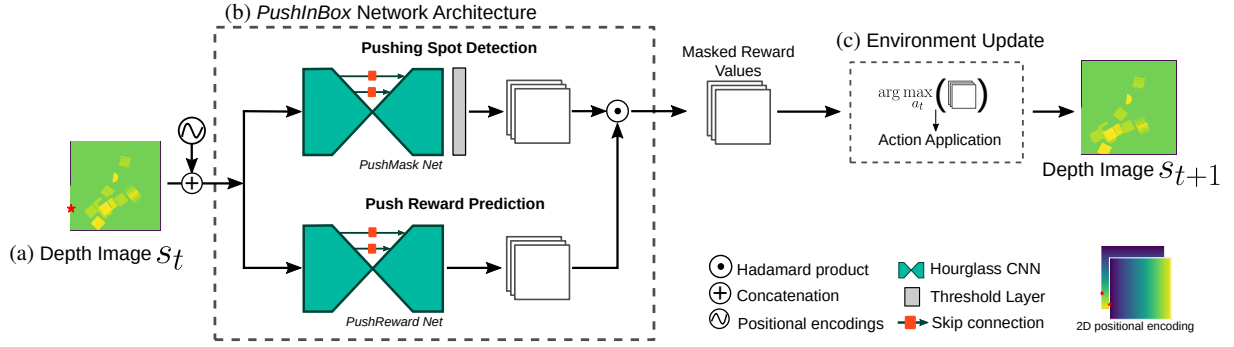 (b) PushInBox Network Architecture
Pushing Spot Detection
PushMask Net
Push Reward Prediction
PushReward Net
(a) Depth Image s_t
Masked Reward
Values
(c) Environment Update
arg max
a_t
Action Application
Depth Image s_{t+1}
Hadamard product
Concatenation
Positional encodings
Hourglass CNN
Threshold Layer
Skip connection
2D positional encoding